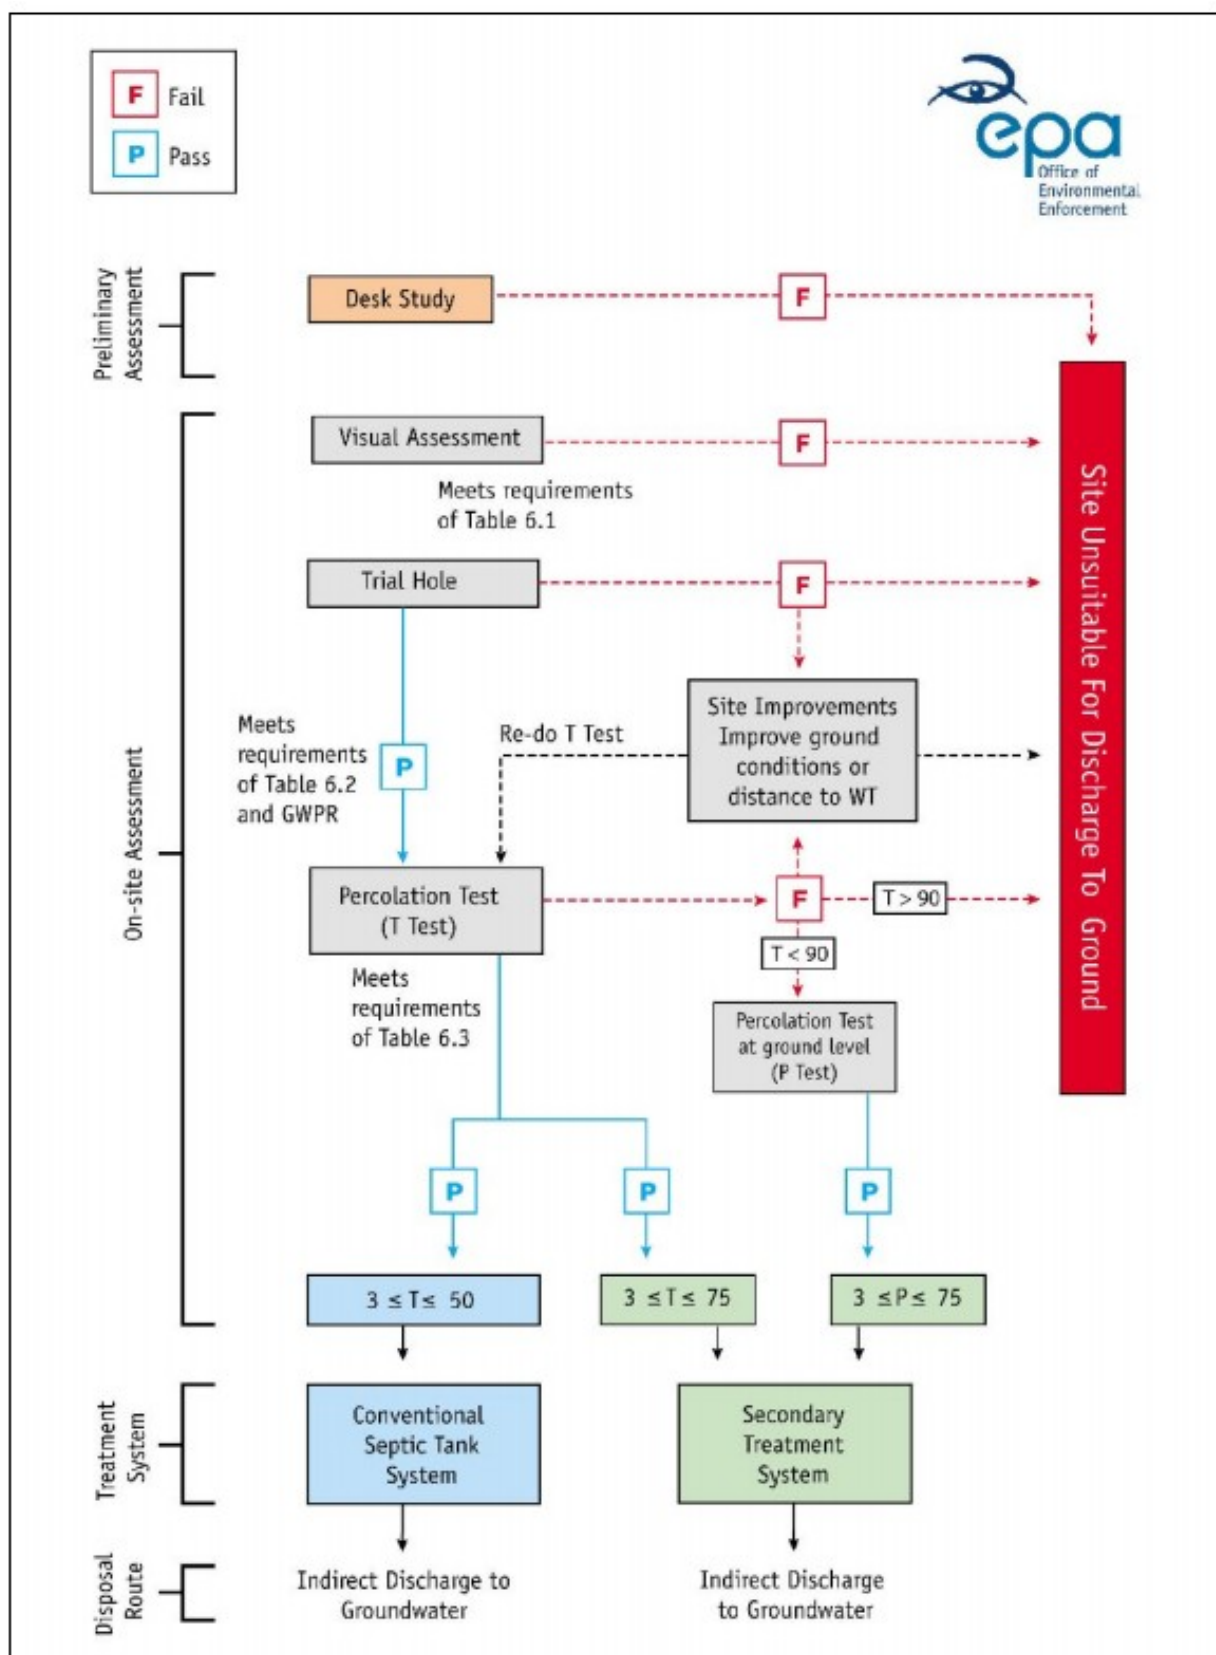 F Fail
P Pass
epa
Office of
Environmental
Enforcement
Preliminary
Assessment
Desk Study
F
On-site Assessment
Visual Assessment
F
Meets requirements
of Table 6.1
Trial Hole
F
Site Unsuitable For Discharge To Ground
Meets
requirements
of Table 6.2
and GWPR
P
Re-do T Test
Site Improvements
Improve ground
conditions or
distance to WT
Percolation Test
(T Test)
F
T > 90
T < 90
Meets
requirements
of Table 6.3
Percolation Test
at ground level
(P Test)
P
P
P
3 ≤T≤ 50
3 ≤T≤ 75
3 ≤P≤ 75
Treatment
System
Conventional
Septic Tank
System
Secondary
Treatment
System
Disposal
Route
Indirect Discharge to
Groundwater
Indirect Discharge
to Groundwater